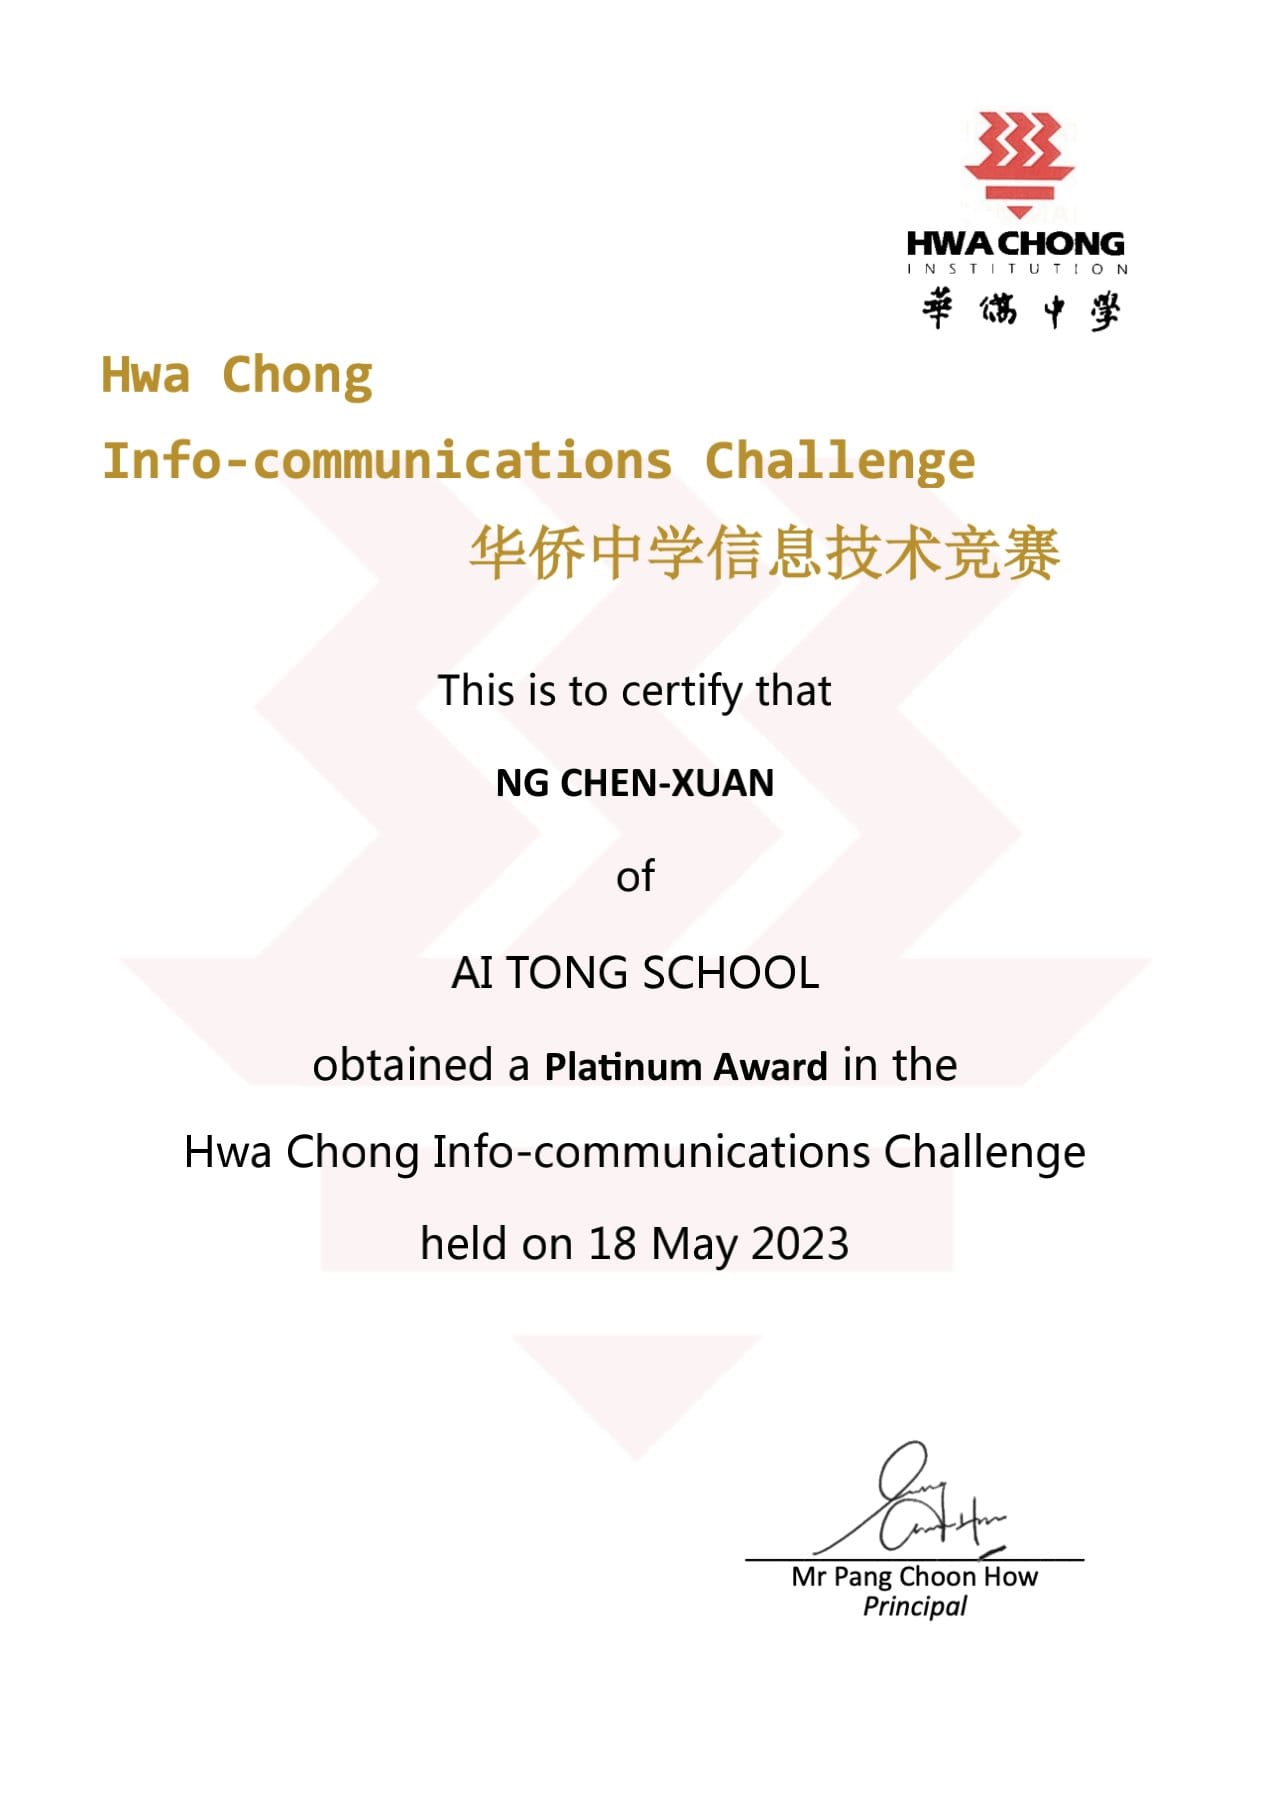 HWA CHONG
INSTITUTION
華僑中學
Hwa Chong
Info-communications Challenge
华侨中学信息技术竞赛
This is to certify that
NG CHEN-XUAN
of
AI TONG SCHOOL
obtained a Platinum Award in the
Hwa Chong Info-communications Challenge
held on 18 May 2023
Mr Pang Choon How
Principal